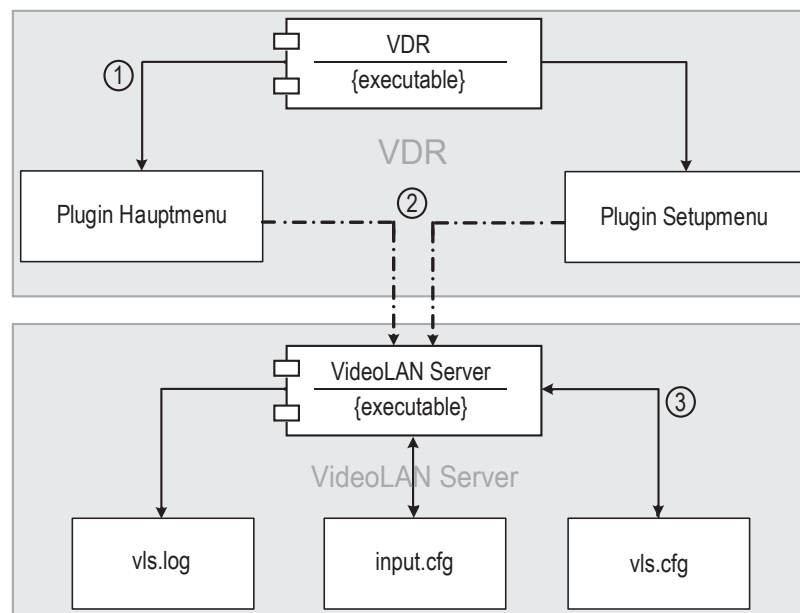 VDR
{executable}
①
VDR
②
Plugin Hauptmenu
Plugin Setupmenu
VideoLAN Server
{executable}
③
VideoLAN Server
vls.log
input.cfg
vls.cfg